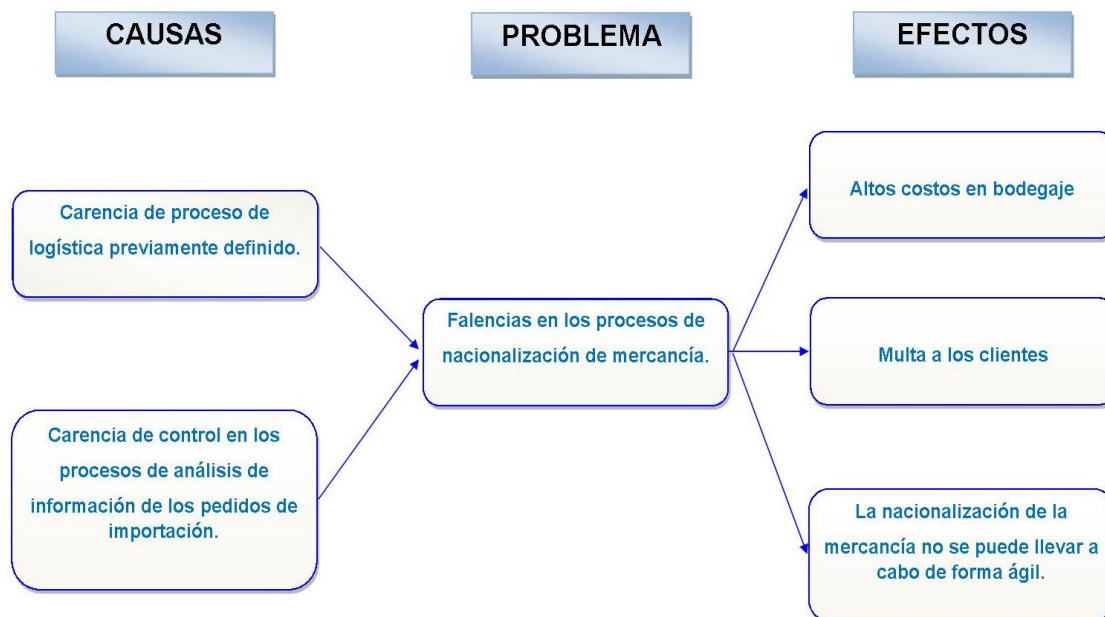 CAUSAS
PROBLEMA
EFECTOS
Carencia de proceso de
logística previamente definido.
Carencia de control en los
procesos de análisis de
información de los pedidos de
importación.
Falencias en los procesos de
nacionalización de mercancía.
Altos costos en bodegaje
Multa a los clientes
La nacionalización de la
mercancía no se puede llevar a
cabo de forma ágil.